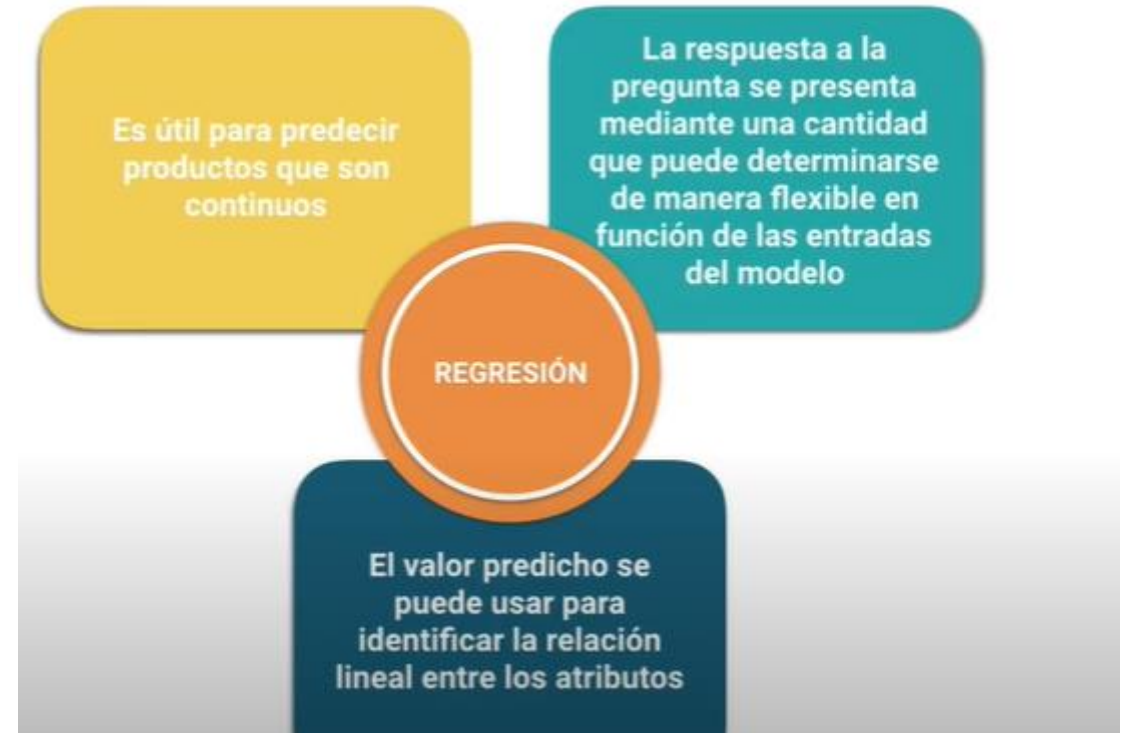 Es útil para predecir
productos que son
continuos
La respuesta a la
pregunta se presenta
mediante una cantidad
que puede determinarse
de manera flexible en
función de las entradas
del modelo
REGRESIÓN
El valor predicho se
puede usar para
identificar la relación
lineal entre los atributos